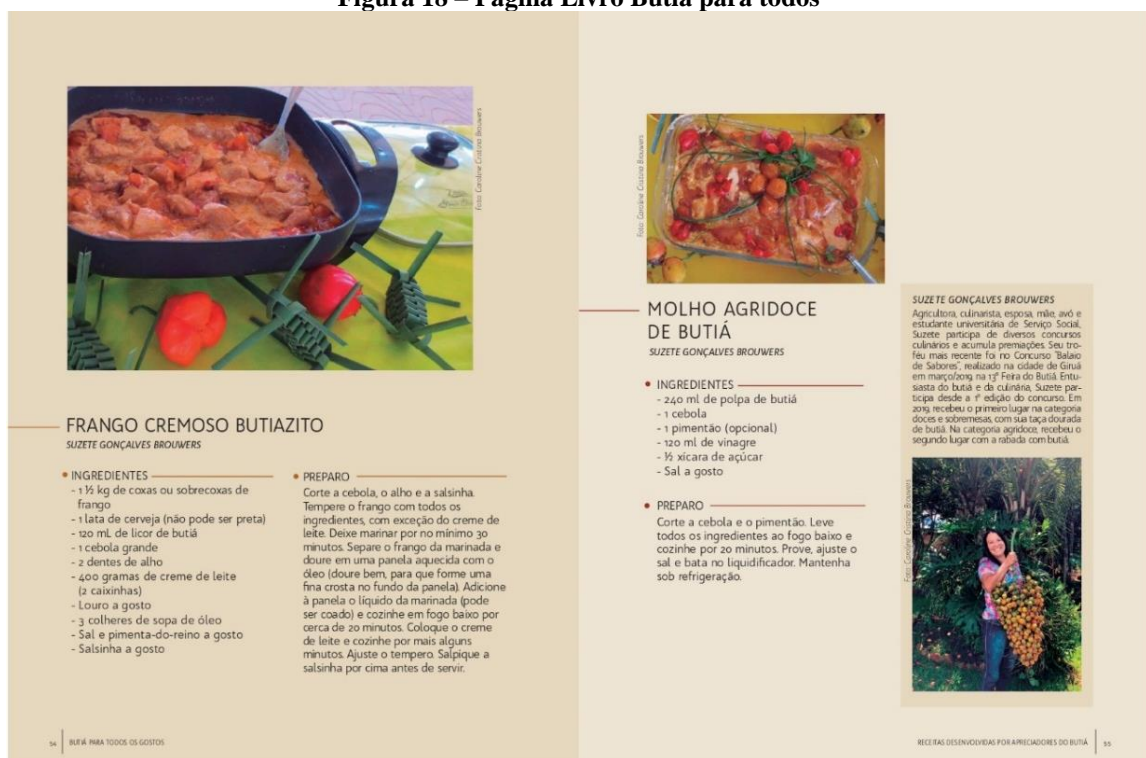 Figura 18 – Página Livro Butiá para todos
Foto: Caroline Cristina Brouwers
FRANGO CREMOSO BUTIAZITO
SUZETE GONÇALVES BROUWERS
INGREDIENTES
- 1 ½ kg de coxas ou sobrecoxas de
frango
- 1 lata de cerveja (não pode ser preta)
- 120 mL de licor de butiá
- 1 cebola grande
- 2 dentes de alho
- 400 gramas de creme de leite
(2 caixinhas)
- Louro a gosto
- 3 colheres de sopa de óleo
- Sal e pimenta-do-reino a gosto
- Salsinha a gosto
PREPARO
Corte a cebola, o alho e a salsinha.
Tempere o frango com todos os
ingredientes, com exceção do creme de
leite. Deixe marinar por no mínimo 30
minutos. Separe o frango da marinada e
doure em uma panela aquecida com o
óleo (doure bem, para que forme uma
fina crosta no fundo da panela). Adicione
à panela o líquido da marinada (pode
ser coado) e cozinhe em fogo baixo por
cerca de 20 minutos. Coloque o creme
de leite e cozinhe por mais alguns
minutos. Ajuste o tempero. Salpique a
salsinha por cima antes de servir.
54 | BUTIÁ PARA TODOS OS GOSTOS
Foto: Caroline Cristina Brouwers
MOLHO AGRIDOCE
DE BUTIÁ
SUZETE GONÇALVES BROUWERS
INGREDIENTES
- 240 ml de polpa de butiá
- 1 cebola
- 1 pimentão (opcional)
- 120 ml de vinagre
- ½ xícara de açúcar
- Sal a gosto
PREPARO
Corte a cebola e o pimentão. Leve
todos os ingredientes ao fogo baixo e
cozinhe por 20 minutos. Prove, ajuste o
sal e bata no liquidificador. Mantenha
sob refrigeração.
SUZETE GONÇALVES BROUWERS
Agricultora, culinarista, esposa, mãe, avó e
estudante universitária de Serviço Social,
Suzete participa de diversos concursos
culinários e acumula premiações. Seu tro-
féu mais recente foi no Concurso "Balaio
de Sabores", realizado na cidade de Giruá
em março/2019, na 13ª Feira do Butiá. Entu-
siasta do butiá e da culinária, Suzete par-
ticipa desde a 1ª edição do concurso. Em
2019, recebeu o primeiro lugar na categoria
doces e sobremesas, com sua taça dourada
de butiá. Na categoria agridoce, recebeu o
segundo lugar com a rabada com butiá.
Foto: Caroline Cristina Brouwers
RECEITAS DESENVOLVIDAS POR APRECIADORES DO BUTIÁ | 55